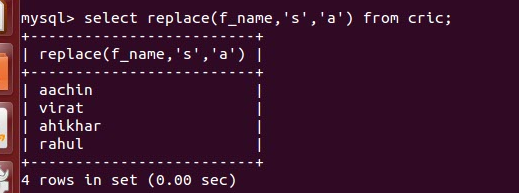 mysql> select replace(f_name,'s','a') from cric;
+-------------------------+
| replace(f_name,'s','a') |
+-------------------------+
| aachin                  |
| virat                   |
| ahikhar                 |
| rahul                   |
+-------------------------+
4 rows in set (0.00 sec)